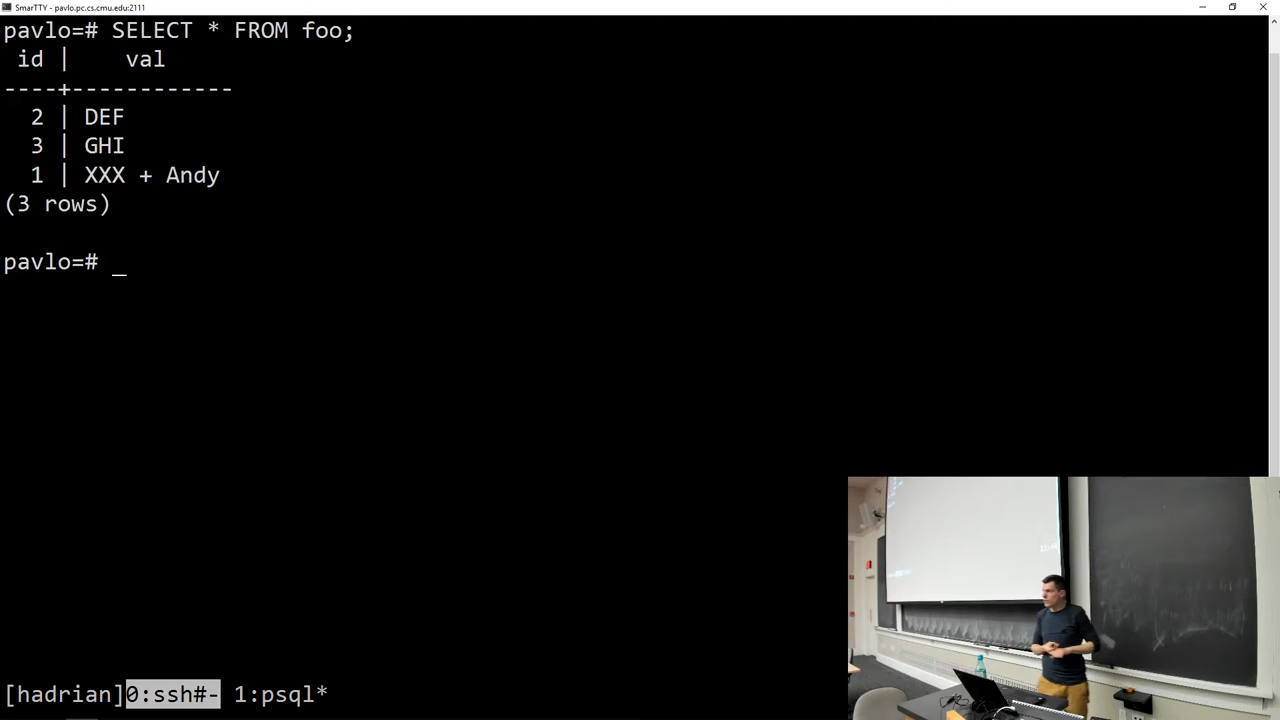 SmarTTY - pavlo.pc.cs.cmu.edu:2111
pavlo=# SELECT * FROM foo;
id | val
----+------------
2 | DEF
3 | GHI
1 | XXX + Andy
(3 rows)
pavlo=# _
[hadrian]0:ssh#- 1:psql*